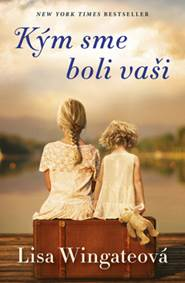 NEW YORK TIMES BESTSELLER
Kým sme
boli vaši
Lisa Wingateová